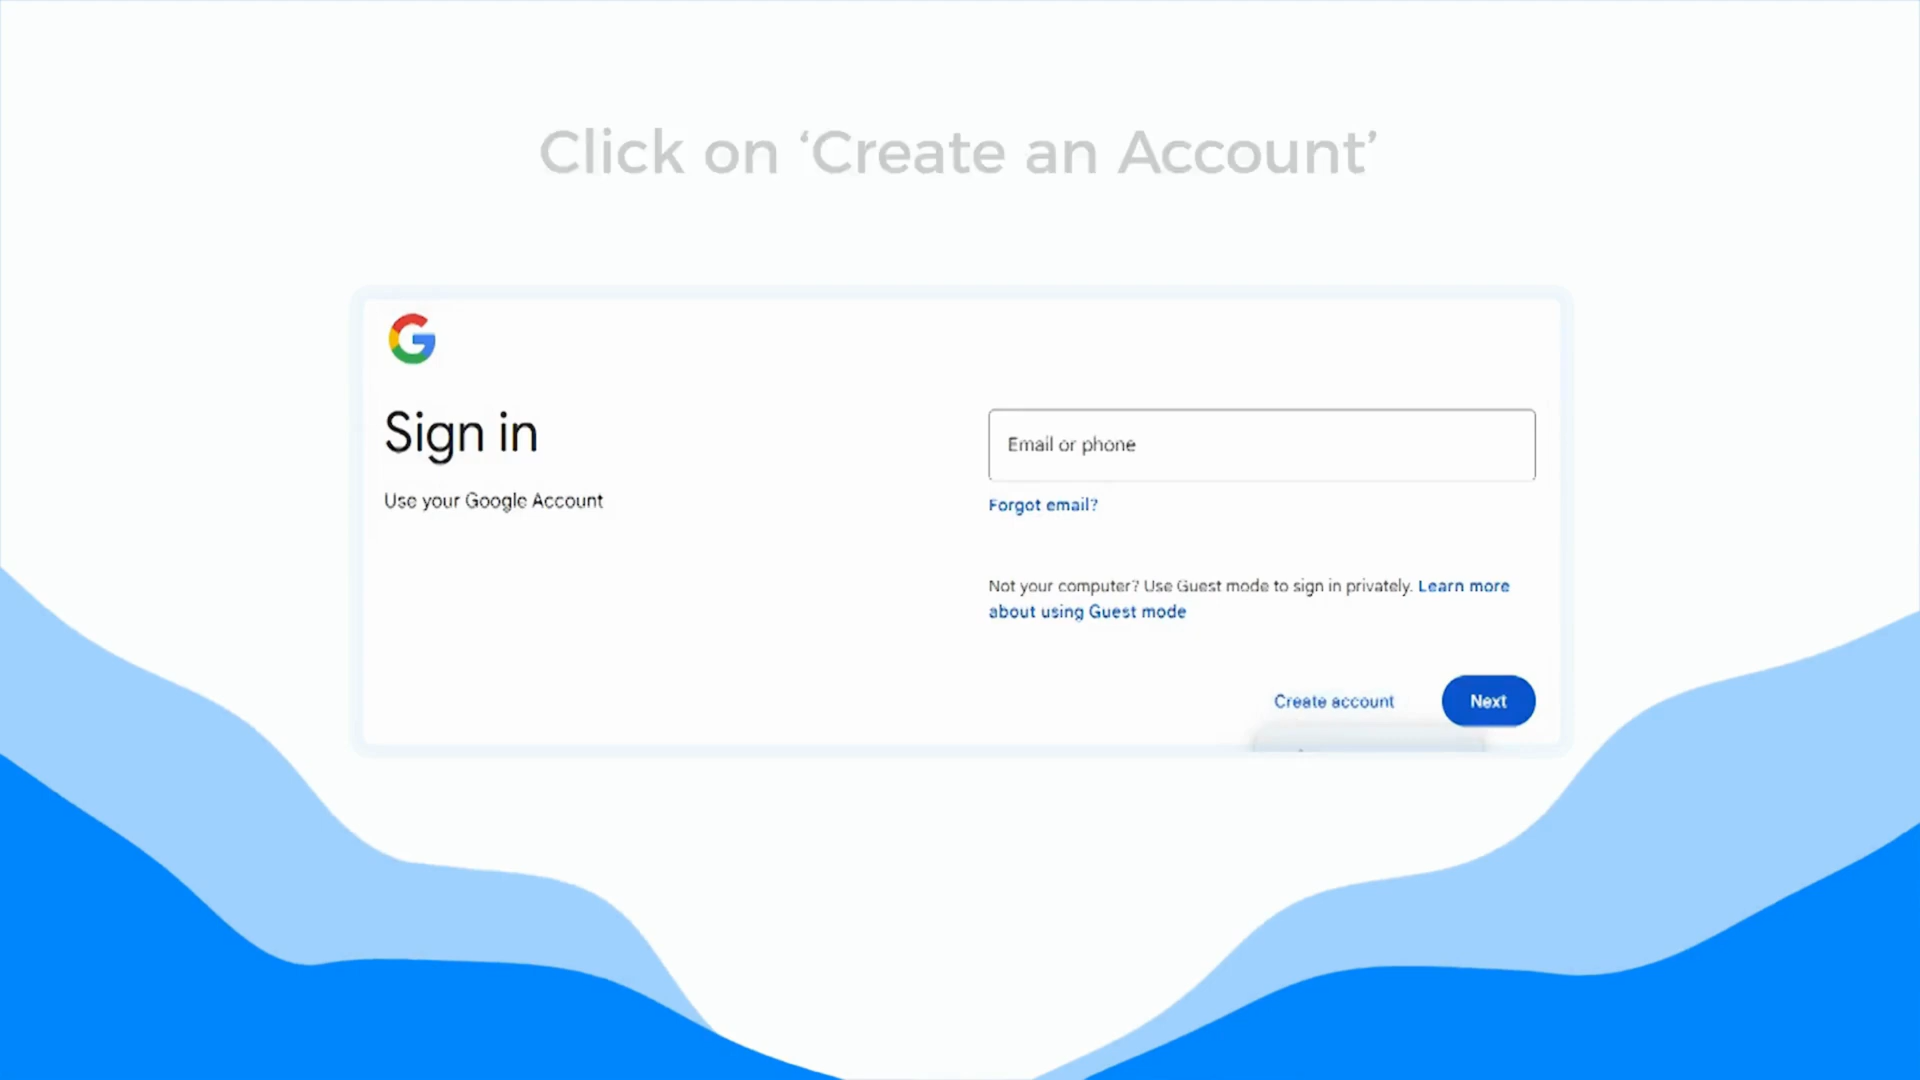 Click on ‘Create an Account’
Sign in
Use your Google Account
Email or phone
Forgot email?
Not your computer? Use Guest mode to sign in privately. Learn more
about using Guest mode
Create account
Next